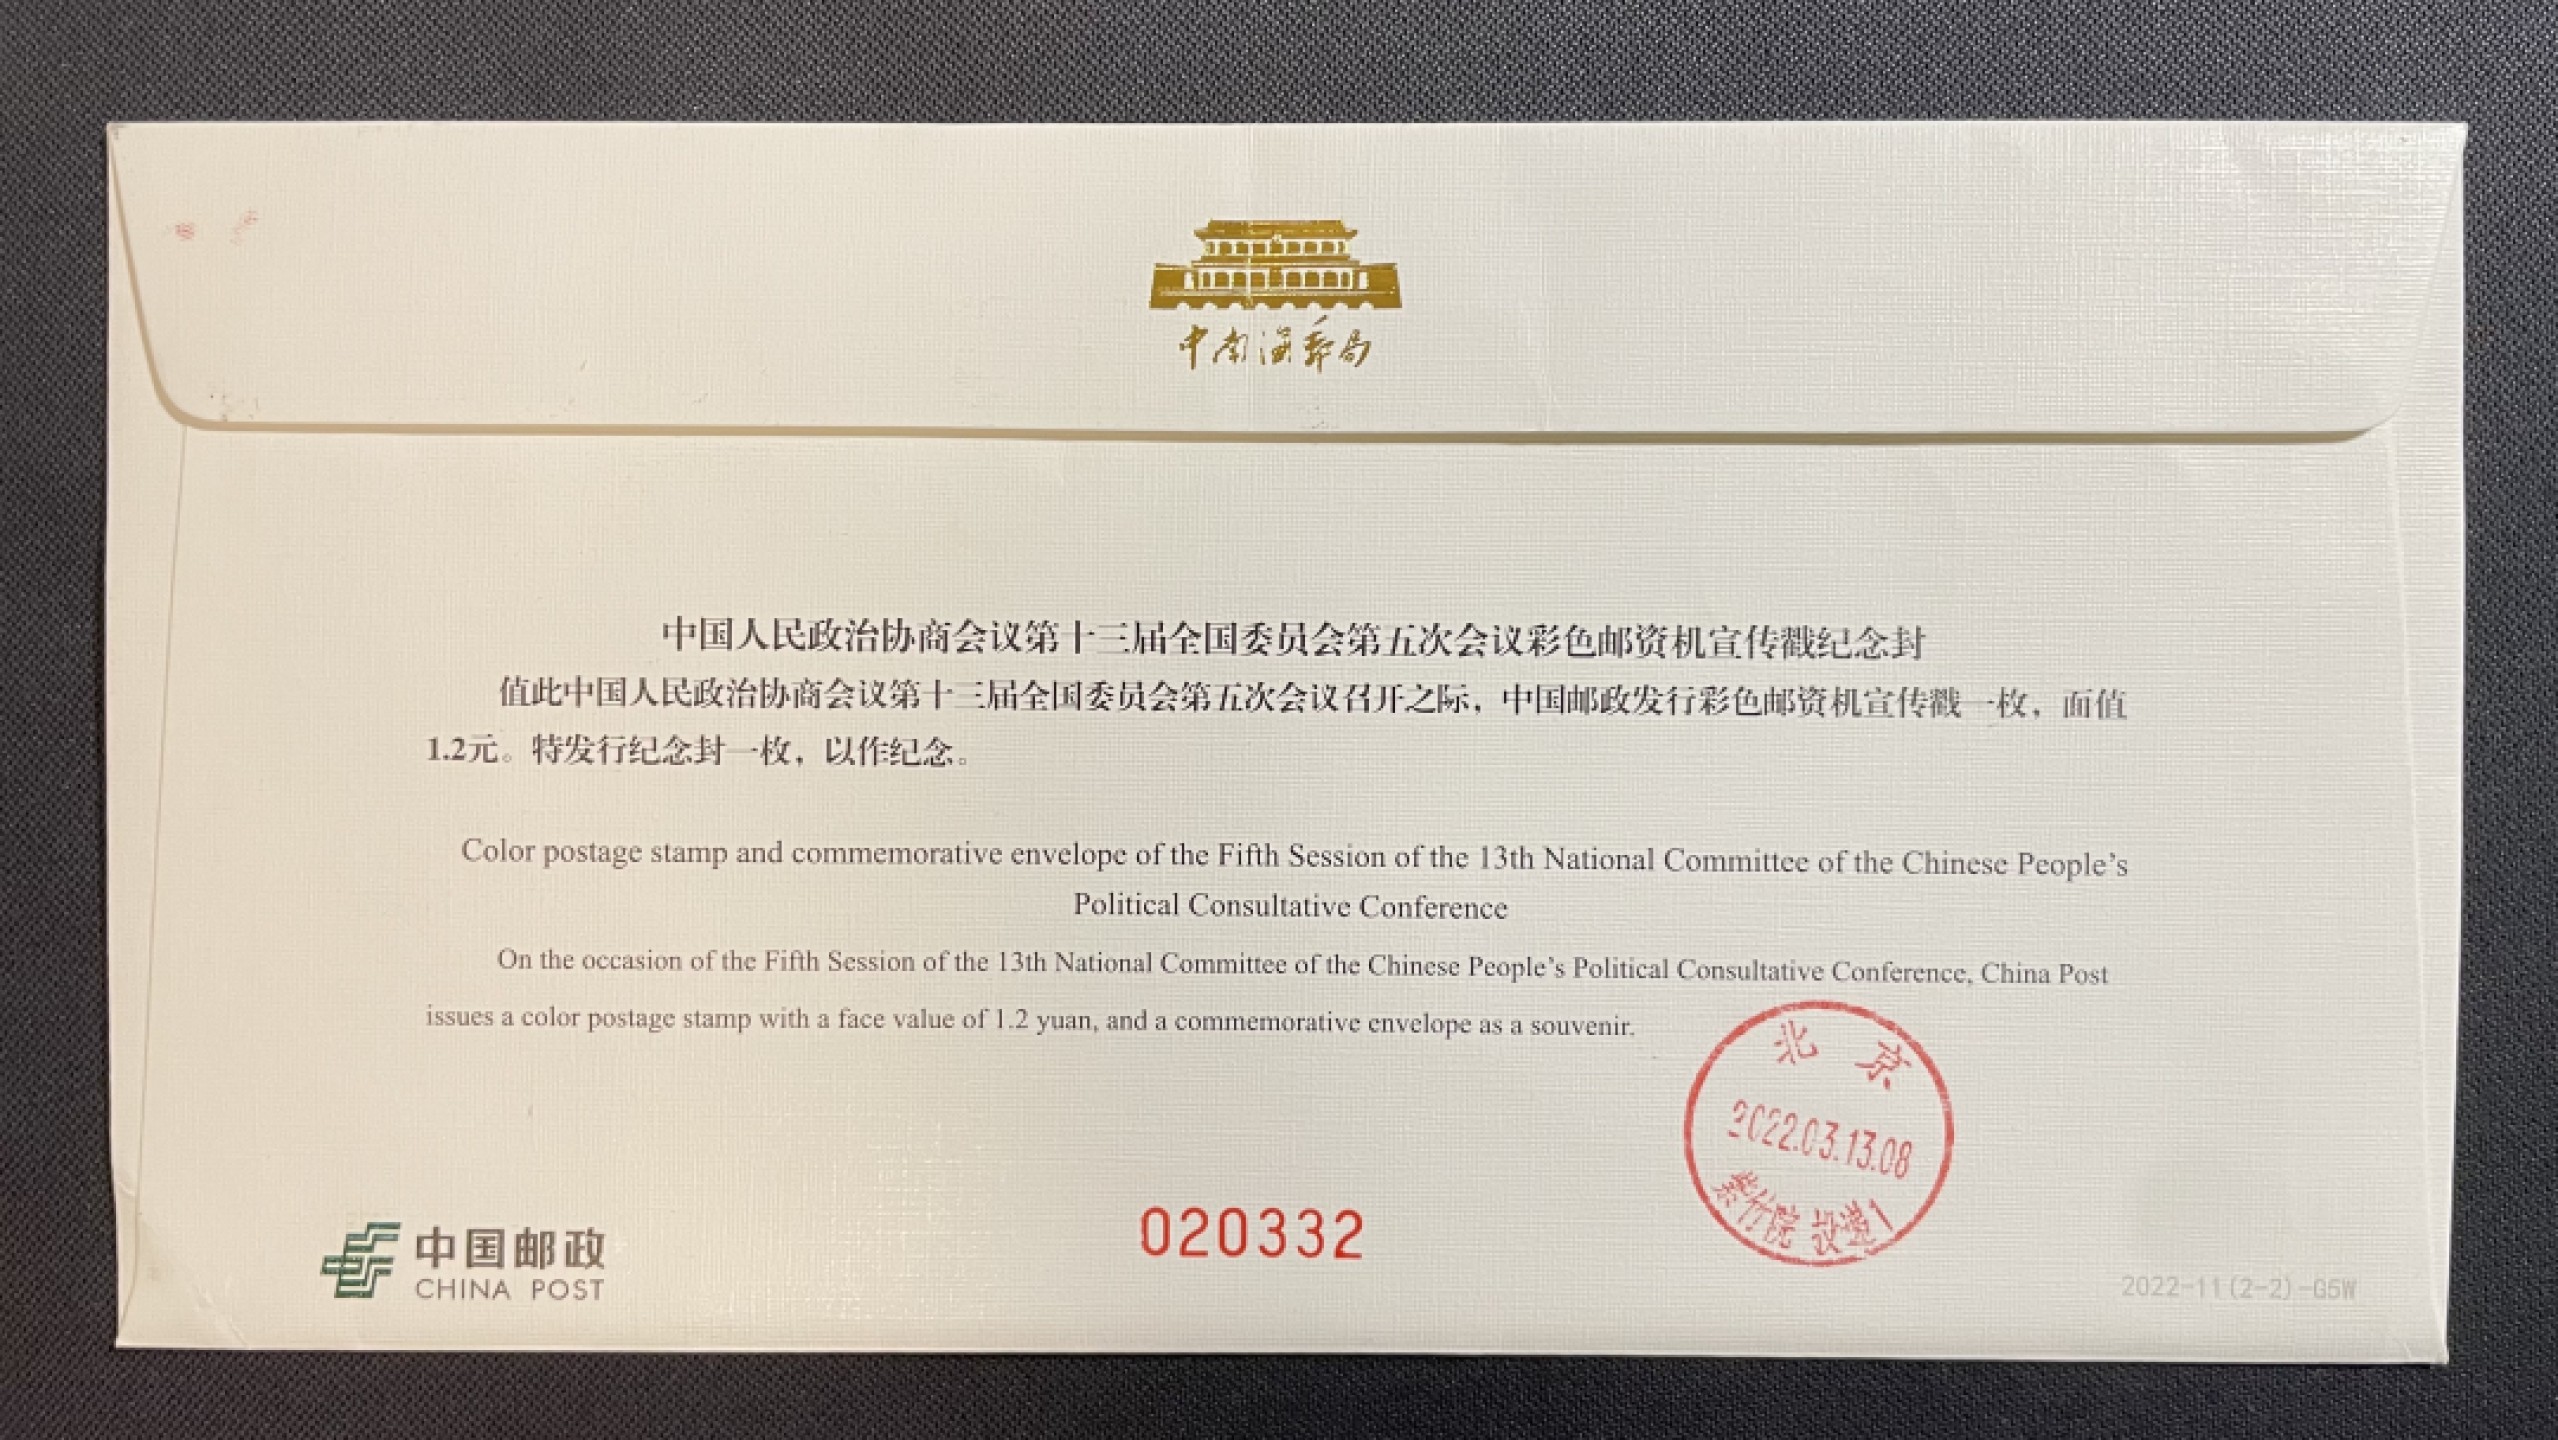 中南海邮局
中国人民政治协商会议第十三届全国委员会第五次会议彩色邮资机宣传戳纪念封
值此中国人民政治协商会议第十三届全国委员会第五次会议召开之际，中国邮政发行彩色邮资机宣传戳一枚，面值
1.2元。特发行纪念封一枚，以作纪念。
Color postage stamp and commemorative envelope of the Fifth Session of the 13th National Committee of the Chinese People’s
Political Consultative Conference
On the occasion of the Fifth Session of the 13th National Committee of the Chinese People’s Political Consultative Conference, China Post
issues a color postage stamp with a face value of 1.2 yuan, and a commemorative envelope as a souvenir.
北京
2022.03.13.08
投递1
020332
中国邮政
CHINA POST
2022-11(2-2)-G5W